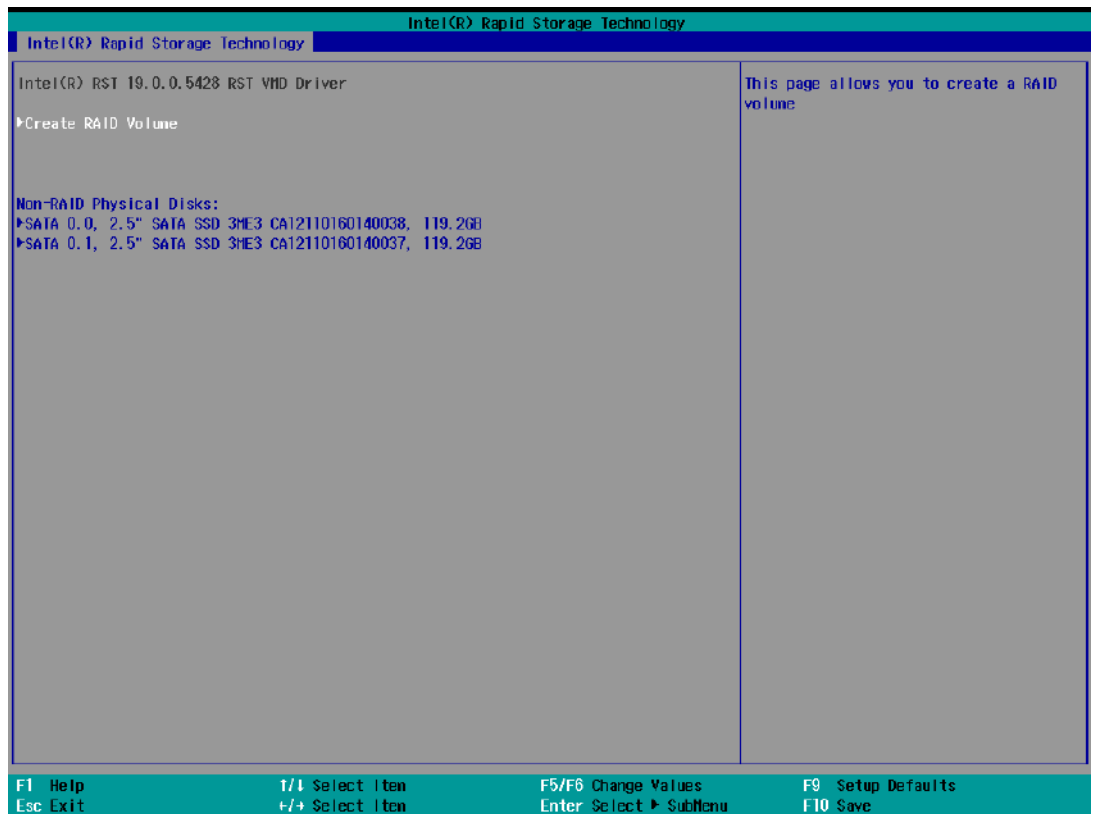 Intel(R) Rapid Storage Technology
Intel(R) Rapid Storage Technology
Intel(R) RST 19.0.0.5428 RST VMD Driver
This page allows you to create a RAID
volume
▶Create RAID Volume
Non-RAID Physical Disks:
▶SATA 0.0, 2.5" SATA SSD 3ME3 CA12110160140038, 119.2GB
▶SATA 0.1, 2.5" SATA SSD 3ME3 CA12110160140037, 119.2GB
F1 Help ↑/↓ Select Item F5/F6 Change Values F9 Setup Defaults
Esc Exit ←/→ Select Item Enter Select ▶ SubMenu F10 Save